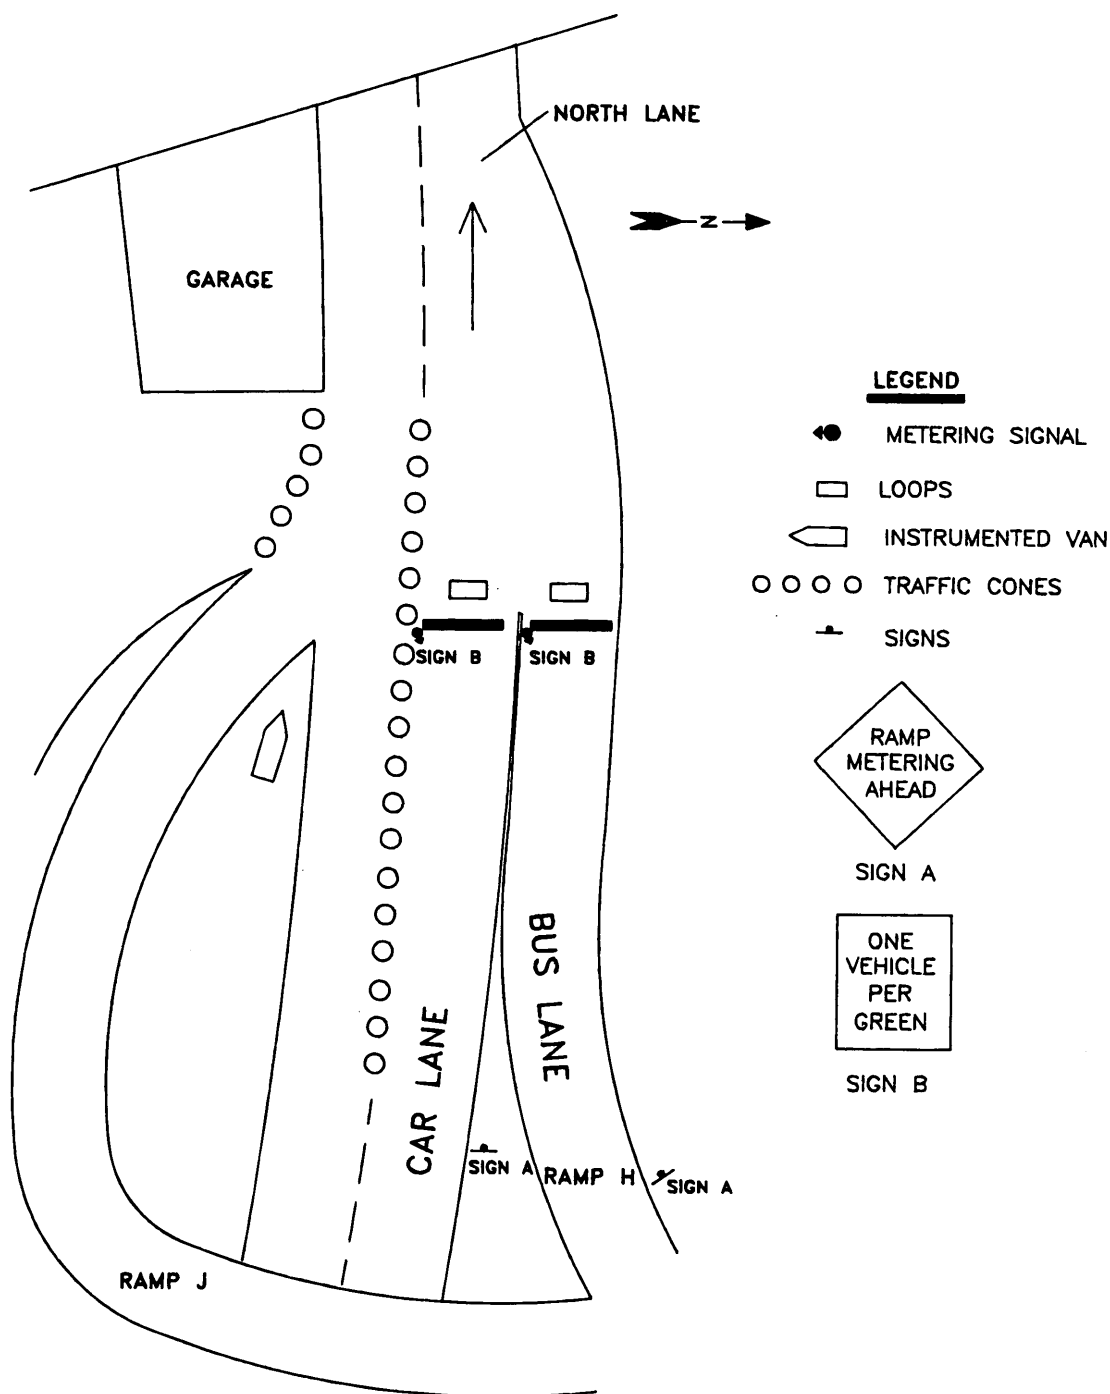 NORTH LANE
N
GARAGE
LEGEND
METERING SIGNAL
LOOPS
INSTRUMENTED VAN
TRAFFIC CONES
SIGNS
SIGN B
SIGN B
RAMP
METERING
AHEAD
SIGN A
ONE
VEHICLE
PER
GREEN
SIGN B
CAR LANE
BUS LANE
SIGN A
RAMP H
SIGN A
RAMP J